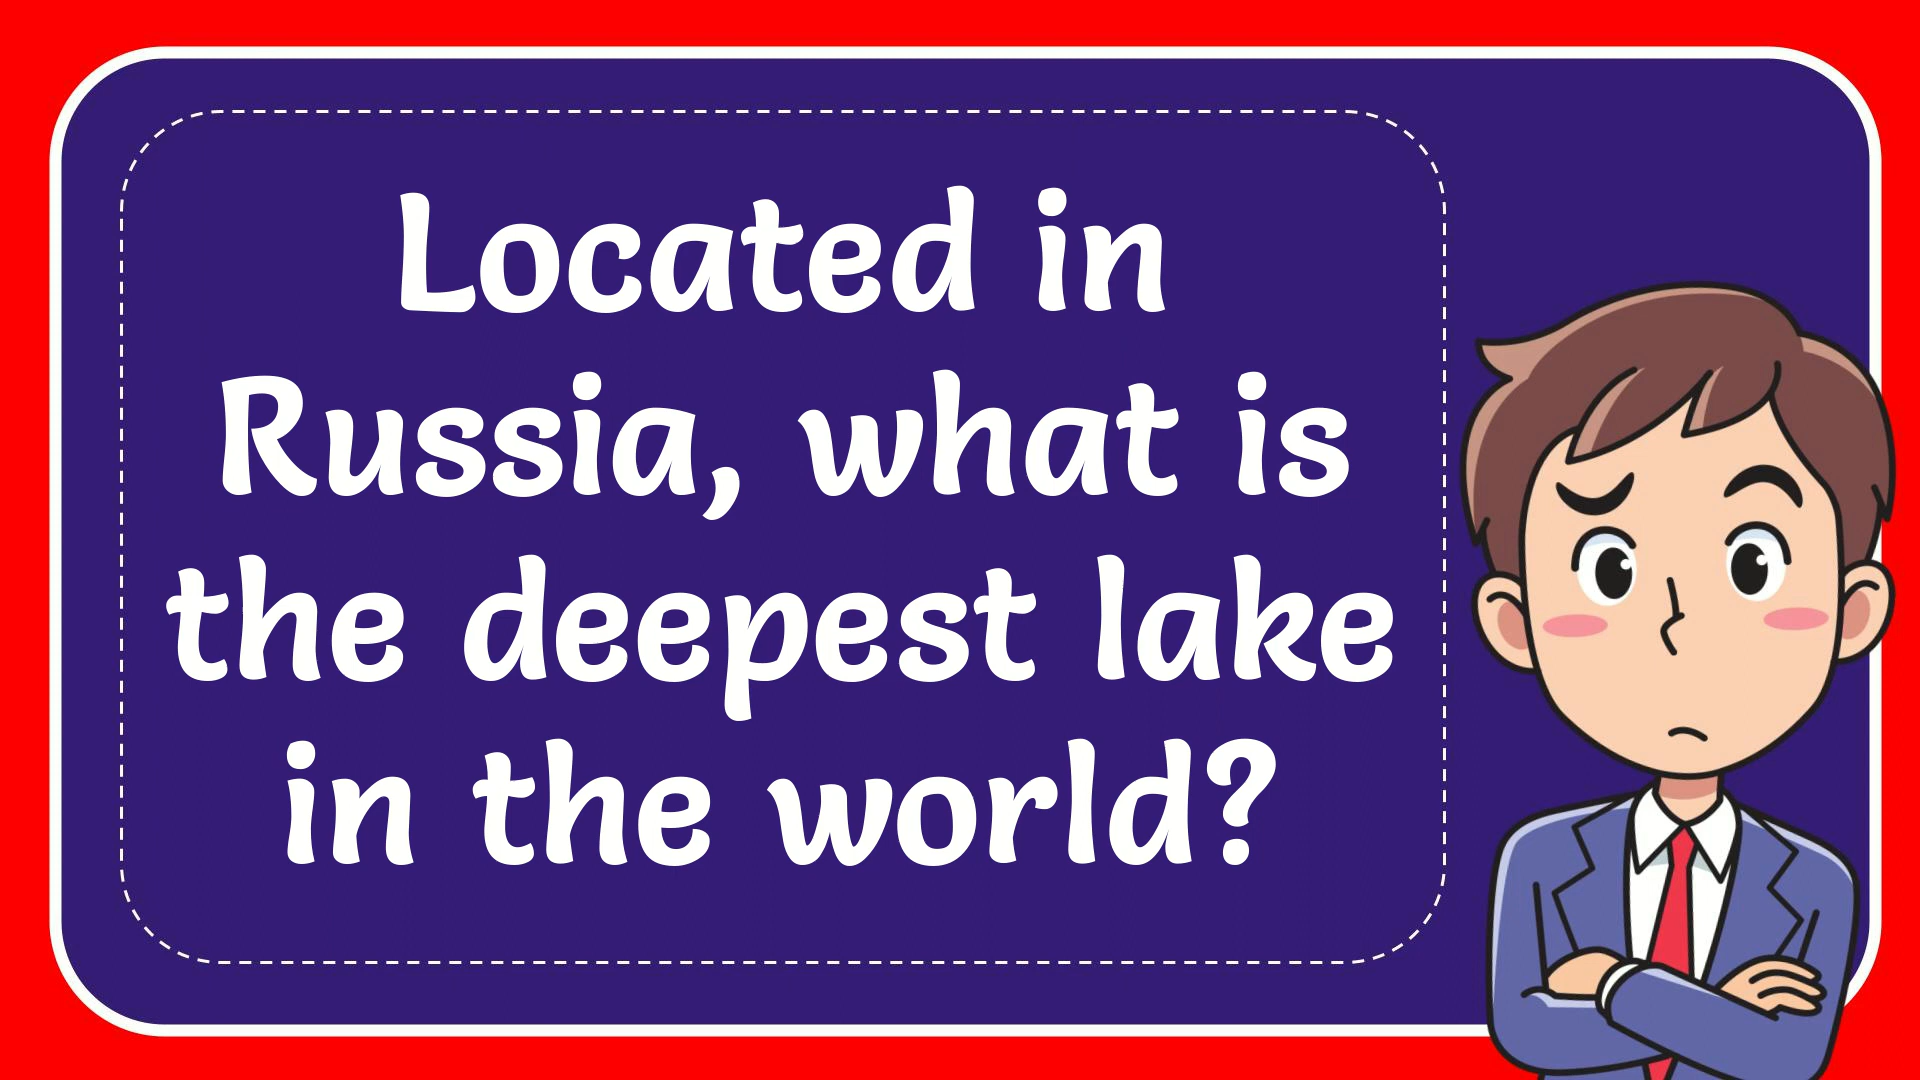 Located in
Russia, what is
the deepest lake
in the world?